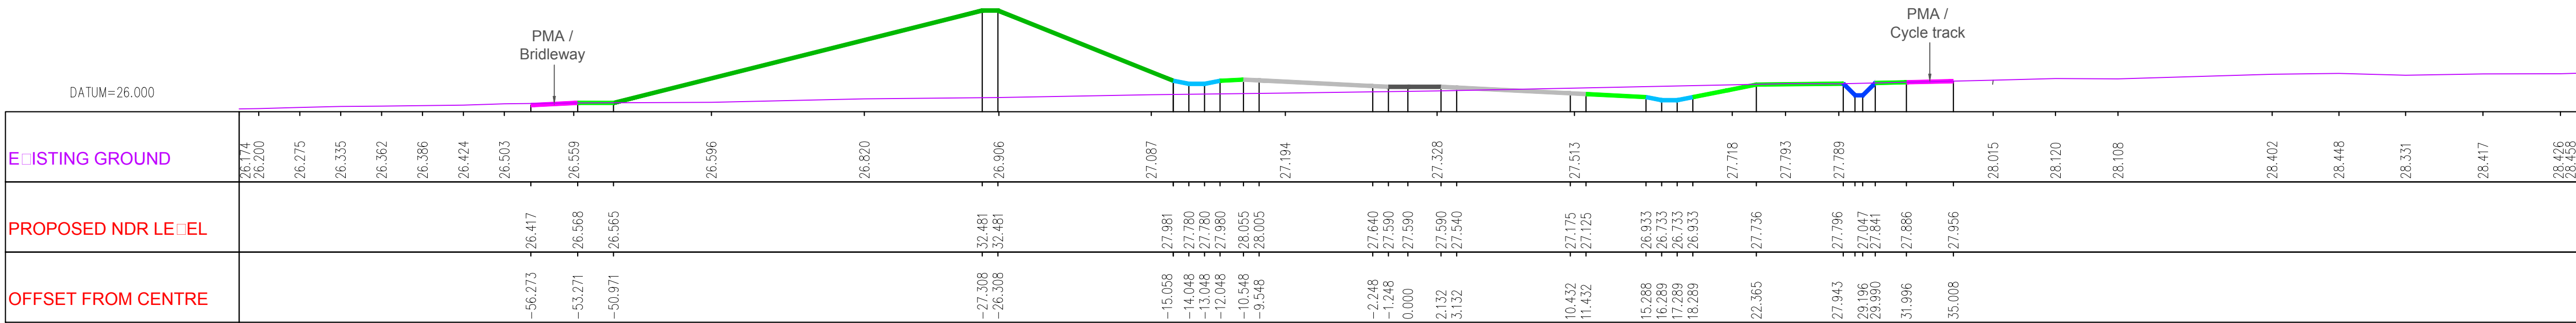 PMA /
Bridleway
PMA /
Cycle track
DATUM=26.000
E□ISTING GROUND
26.174 26.200 26.275 26.335 26.362 26.386 26.424 26.503 26.559 26.596 26.820 26.906 27.087 27.194 27.328 27.513 27.718 27.793 27.789 28.015 28.120 28.108 28.402 28.448 28.331 28.417 28.426 28.458
PROPOSED NDR LE□EL
26.417 26.568 26.565 32.481 32.481 27.981 27.780 27.780 27.980 28.055 28.005 27.640 27.590 27.590 27.590 27.540 27.175 27.125 26.933 26.733 26.733 26.933 27.736 27.796 27.047 27.841 27.886 27.956
OFFSET FROM CENTRE
-56.273 -53.271 -50.971 -27.308 -26.308 -15.058 -14.048 -13.048 -12.048 -10.548 -9.548 -2.248 -1.248 0.000 2.132 3.132 10.432 11.432 15.288 16.289 17.289 18.289 22.365 27.943 29.196 29.990 31.996 35.008